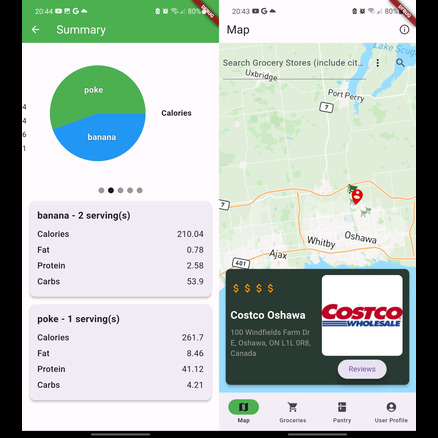 20:44
80%
DEBUG
Summary
4
4
6
1
poke
banana
Calories
banana - 2 serving(s)
Calories 210.04
Fat 0.78
Protein 2.58
Carbs 53.9
poke - 1 serving(s)
Calories 261.7
Fat 8.46
Protein 41.12
Carbs 4.21
20:43
80%
DEBUG
Map
Lake Scug
Search Grocery Stores (include cit...
Uxbridge
Port Perry
7
7
Oshawa
Whitby
Ajax
401
$ $ $ $
Costco Oshawa
100 Windfields Farm Dr
E, Oshawa, ON L1L 0R8,
Canada
COSTCO
WHOLESALE
Reviews
Map Groceries Pantry User Profile